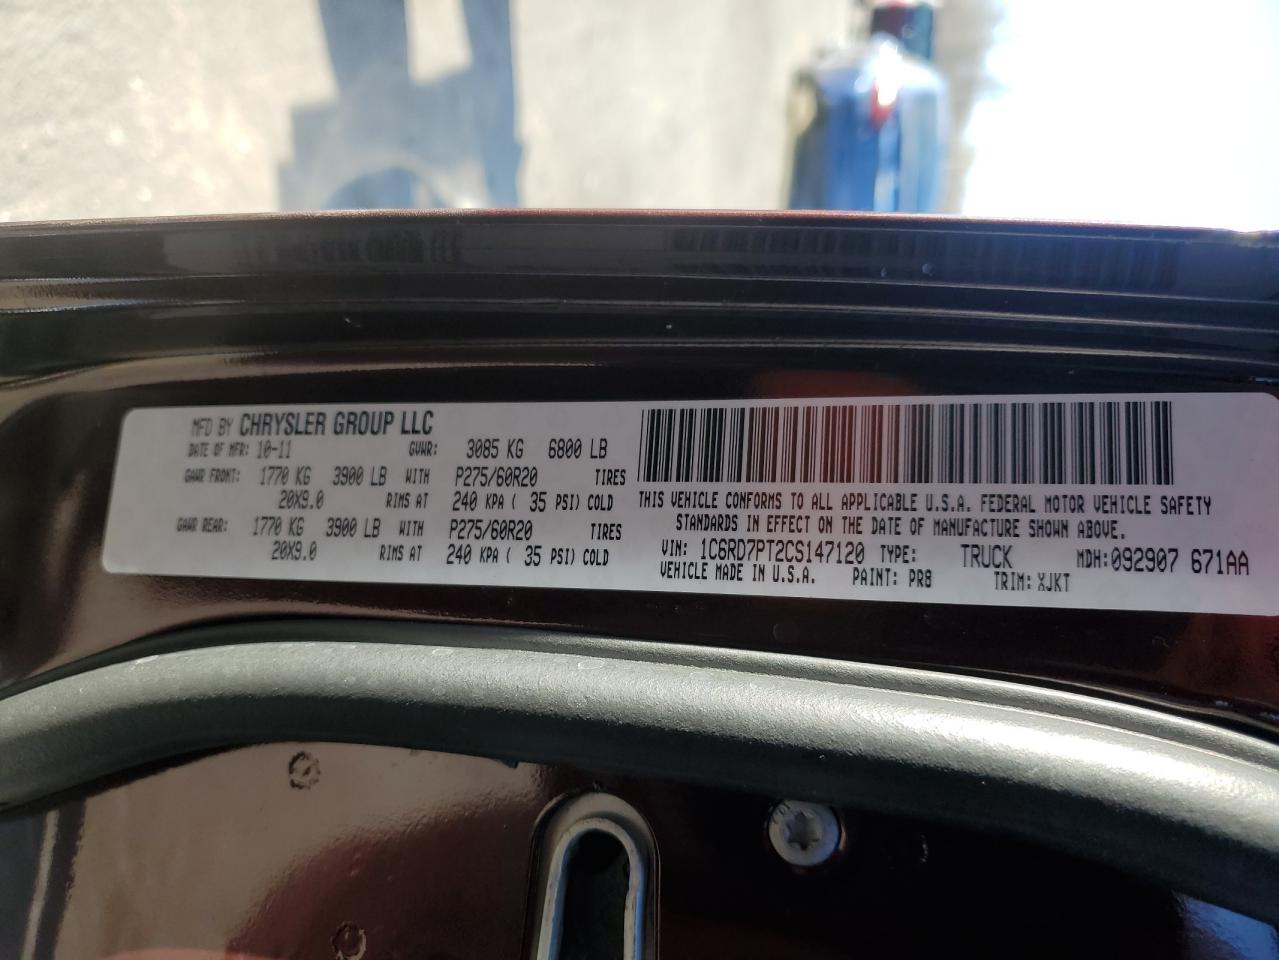 MFD BY CHRYSLER GROUP LLC
DATE OF MFR: 10-11 GVWR: 3085 KG 6800 LB
GAWR FRONT: 1770 KG 3900 LB WITH P275/60R20 TIRES
20X9.0 RIMS AT 240 KPA ( 35 PSI) COLD
GAWR REAR: 1770 KG 3900 LB WITH P275/60R20 TIRES
20X9.0 RIMS AT 240 KPA ( 35 PSI) COLD
THIS VEHICLE CONFORMS TO ALL APPLICABLE U.S.A. FEDERAL MOTOR VEHICLE SAFETY
STANDARDS IN EFFECT ON THE DATE OF MANUFACTURE SHOWN ABOVE.
VIN: 1C6RD7PT2CS147120 TYPE: TRUCK MDH: 092907 671AA
VEHICLE MADE IN U.S.A. PAINT: PR8 TRIM: XJKT